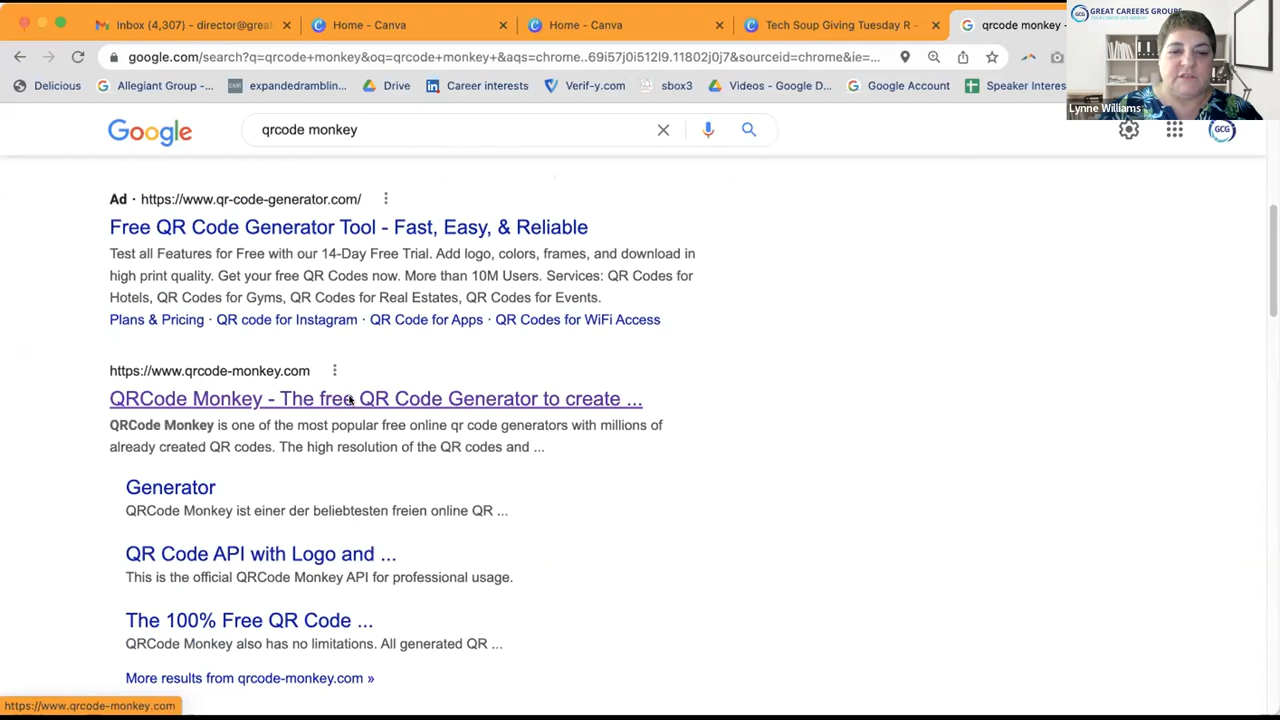 Inbox (4,307) - director@great
Home - Canva
Home - Canva
Tech Soup Giving Tuesday R -
qrcode monkey -
GREAT CAREERS GROUPS
google.com/search?q=qrcode+monkey&oq=qrcode+monkey+&aqs=chrome..69i57j0i512l9.11802j0j7&sourceid=chrome&ie=...
Delicious
Allegiant Group -...
expandedramblin...
Drive
Career interests
Verif-y.com
sbox3
Videos - Google D...
Google Account
Speaker Interes
Lynne Williams
Google
qrcode monkey
GCG
Ad · https://www.qr-code-generator.com/
Free QR Code Generator Tool - Fast, Easy, & Reliable
Test all Features for Free with our 14-Day Free Trial. Add logo, colors, frames, and download in
high print quality. Get your free QR Codes now. More than 10M Users. Services: QR Codes for
Hotels, QR Codes for Gyms, QR Codes for Real Estates, QR Codes for Events.
Plans & Pricing · QR code for Instagram · QR Code for Apps · QR Codes for WiFi Access
https://www.qrcode-monkey.com
QRCode Monkey - The free QR Code Generator to create ...
QRCode Monkey is one of the most popular free online qr code generators with millions of
already created QR codes. The high resolution of the QR codes and ...
Generator
QRCode Monkey ist einer der beliebtesten freien online QR ...
QR Code API with Logo and ...
This is the official QRCode Monkey API for professional usage.
The 100% Free QR Code ...
QRCode Monkey also has no limitations. All generated QR ...
More results from qrcode-monkey.com »
https://www.qrcode-monkey.com